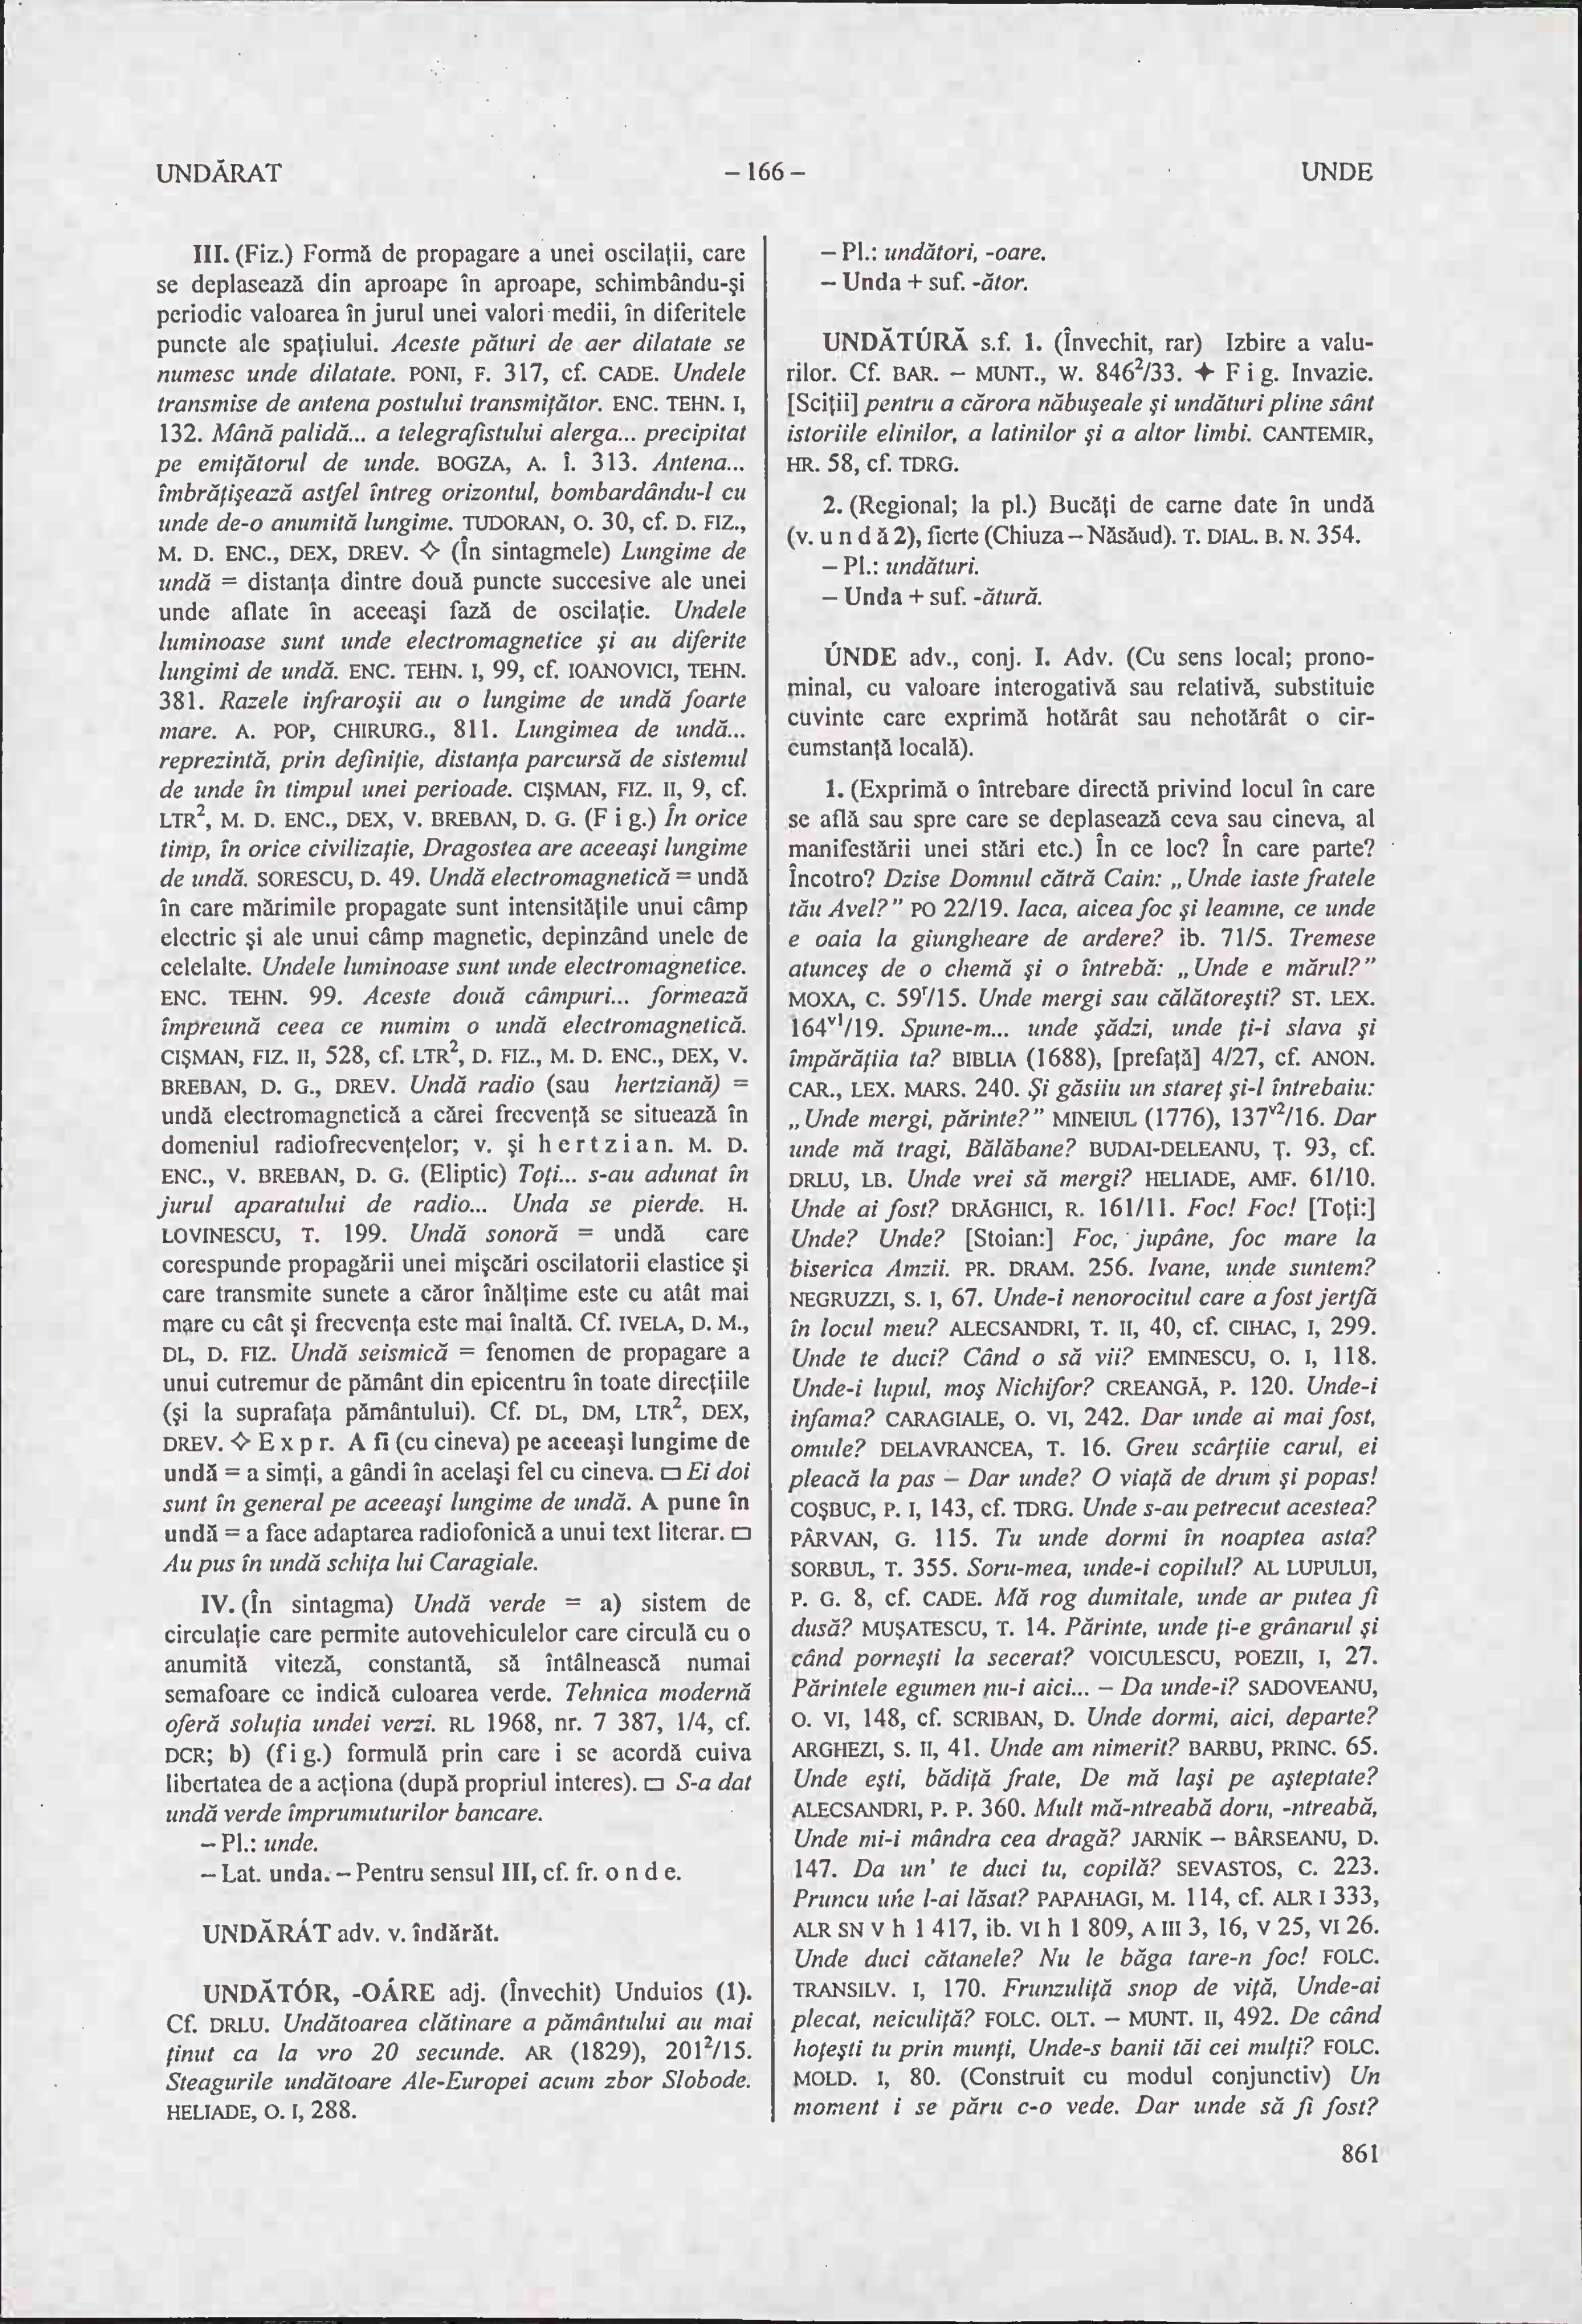 UNDĂRAT – 166 – UNDE
III. (Fiz.) Formă de propagare a unei oscilații, care
se deplasează din aproape în aproape, schimbându-și
periodic valoarea în jurul unei valori medii, în diferitele
puncte ale spațiului. Aceste pături de aer dilatate se
numesc unde dilatate. PONI, F. 317, cf. CADE. Undele
transmise de antena postului transmițător. ENC. TEHN. I,
132. Mână palidă... a telegrafistului alerga... precipitat
pe emițătorul de unde. BOGZA, A. Î. 313. Antena...
îmbrățișează astfel întreg orizontul, bombardându-l cu
unde de-o anumită lungime. TUDORAN, O. 30, cf. D. FIZ.,
M. D. ENC., DEX, DREV. ◇ (În sintagmele) Lungime de
undă = distanța dintre două puncte succesive ale unei
unde aflate în aceeași fază de oscilație. Undele
luminoase sunt unde electromagnetice și au diferite
lungimi de undă. ENC. TEHN. I, 99, cf. IOANOVICI, TEHN.
381. Razele infraroșii au o lungime de undă foarte
mare. A. POP, CHIRURG., 811. Lungimea de undă...
reprezintă, prin definiție, distanța parcursă de sistemul
de unde în timpul unei perioade. CIȘMAN, FIZ. II, 9, cf.
LTR², M. D. ENC., DEX, V. BREBAN, D. G. (F i g.) În orice
timp, în orice civilizație, Dragostea are aceeași lungime
de undă. SORESCU, D. 49. Undă electromagnetică = undă
în care mărimile propagate sunt intensitățile unui câmp
electric și ale unui câmp magnetic, depinzând unele de
celelalte. Undele luminoase sunt unde electromagnetice.
ENC. TEHN. 99. Aceste două câmpuri... formează
împreună ceea ce numim o undă electromagnetică.
CIȘMAN, FIZ. II, 528, cf. LTR², D. FIZ., M. D. ENC., DEX, V.
BREBAN, D. G., DREV. Undă radio (sau hertziană) =
undă electromagnetică a cărei frecvență se situează în
domeniul radiofrecvențelor; v. și h e r t z i a n. M. D.
ENC., V. BREBAN, D. G. (Eliptic) Toți... s-au adunat în
jurul aparatului de radio... Unda se pierde. H.
LOVINESCU, T. 199. Undă sonoră = undă care
corespunde propagării unei mișcări oscilatorii elastice și
care transmite sunete a căror înălțime este cu atât mai
mare cu cât și frecvența este mai înaltă. Cf. IVELA, D. M.,
DL, D. FIZ. Undă seismică = fenomen de propagare a
unui cutremur de pământ din epicentru în toate direcțiile
(și la suprafața pământului). Cf. DL, DM, LTR², DEX,
DREV. ◇ E x p r. A fi (cu cineva) pe aceeași lungime de
undă = a simți, a gândi în același fel cu cineva. □ Ei doi
sunt în general pe aceeași lungime de undă. A pune în
undă = a face adaptarea radiofonică a unui text literar. □
Au pus în undă schița lui Caragiale.
IV. (În sintagma) Undă verde = a) sistem de
circulație care permite autovehiculelor care circulă cu o
anumită viteză, constantă, să întâlnească numai
semafoare ce indică culoarea verde. Tehnica modernă
oferă soluția undei verzi. RL 1968, nr. 7 387, 1/4, cf.
DCR; b) (f i g.) formulă prin care i se acordă cuiva
libertatea de a acționa (după propriul interes). □ S-a dat
undă verde împrumuturilor bancare.
– Pl.: unde.
– Lat. unda. – Pentru sensul III, cf. fr. o n d e.
UNDĂRÁT adv. v. îndărăt.
UNDĂTÓR, -OÁRE adj. (Învechit) Unduios (1).
Cf. DRLU. Undătoarea clătinare a pământului au mai
ținut ca la vro 20 secunde. AR (1829), 201²/15.
Steagurile undătoare Ale-Europei acum zbor Slobode.
HELIADE, O. I, 288.
– Pl.: undători, -oare.
– Unda + suf. -ător.
UNDĂTÚRĂ s.f. 1. (Învechit, rar) Izbire a valu-
rilor. Cf. BAR. – MUNT., W. 846²/33. ✦ F i g. Invazie.
[Sciții] pentru a cărora năbușeale și undături pline sânt
istoriile elinilor, a latinilor și a altor limbi. CANTEMIR,
HR. 58, cf. TDRG.
2. (Regional; la pl.) Bucăți de carne date în undă
(v. u n d ă 2), fierte (Chiuza – Năsăud). T. DIAL. B. N. 354.
– Pl.: undături.
– Unda + suf. -ătură.
ÚNDE adv., conj. I. Adv. (Cu sens local; prono-
minal, cu valoare interogativă sau relativă, substituie
cuvinte care exprimă hotărât sau nehotărât o cir-
cumstanță locală).
1. (Exprimă o întrebare directă privind locul în care
se află sau spre care se deplasează ceva sau cineva, al
manifestării unei stări etc.) În ce loc? În care parte?
Încotro? Dzise Domnul cătră Cain: „Unde iaste fratele
tău Avel?” PO 22/19. Iaca, aicea foc și leamne, ce unde
e oaia la giungheare de ardere? ib. 71/5. Tremese
atunceș de o chemă și o întrebă: „Unde e mărul?”
MOXA, C. 59ʳ/15. Unde mergi sau călătorești? ST. LEX.
164ᵛ¹/19. Spune-m... unde șădzi, unde ți-i slava și
împărățiia ta? BIBLIA (1688), [prefață] 4/27, cf. ANON.
CAR., LEX. MARS. 240. Și găsiiu un stareț și-l întrebaiu:
„Unde mergi, părinte?” MINEIUL (1776), 137ᵛ²/16. Dar
unde mă tragi, Bălăbane? BUDAI-DELEANU, Ț. 93, cf.
DRLU, LB. Unde vrei să mergi? HELIADE, AMF. 61/10.
Unde ai fost? DRĂGHICI, R. 161/11. Foc! Foc! [Toți:]
Unde? Unde? [Stoian:] Foc, jupâne, foc mare la
biserica Amzii. PR. DRAM. 256. Ivane, unde suntem?
NEGRUZZI, S. I, 67. Unde-i nenorocitul care a fost jertfă
în locul meu? ALECSANDRI, T. II, 40, cf. CIHAC, I, 299.
Unde te duci? Când o să vii? EMINESCU, O. I, 118.
Unde-i lupul, moș Nichifor? CREANGĂ, P. 120. Unde-i
infama? CARAGIALE, O. VI, 242. Dar unde ai mai fost,
omule? DELAVRANCEA, T. 16. Greu scârțiie carul, ei
pleacă la pas – Dar unde? O viață de drum și popas!
COȘBUC, P. I, 143, cf. TDRG. Unde s-au petrecut acestea?
PÂRVAN, G. 115. Tu unde dormi în noaptea asta?
SORBUL, T. 355. Soru-mea, unde-i copilul? AL LUPULUI,
P. G. 8, cf. CADE. Mă rog dumitale, unde ar putea fi
dusă? MUȘATESCU, T. 14. Părinte, unde ți-e grânarul și
când pornești la secerat? VOICULESCU, POEZII, I, 27.
Părintele egumen nu-i aici... – Da unde-i? SADOVEANU,
O. VI, 148, cf. SCRIBAN, D. Unde dormi, aici, departe?
ARGHEZI, S. II, 41. Unde am nimerit? BARBU, PRINC. 65.
Unde ești, bădiță frate, De mă lași pe așteptate?
ALECSANDRI, P. P. 360. Mult mă-ntreabă doru, -ntreabă,
Unde mi-i mândra cea dragă? JARNÍK – BÂRSEANU, D.
147. Da un' te duci tu, copilă? SEVASTOS, C. 223.
Pruncu uńe l-ai lăsat? PAPAHAGI, M. 114, cf. ALR I 333,
ALR SN V h 1 417, ib. VI h 1 809, A III 3, 16, V 25, VI 26.
Unde duci cătanele? Nu le băga tare-n foc! FOLC.
TRANSILV. I, 170. Frunzuliță snop de viță, Unde-ai
plecat, neiculiță? FOLC. OLT. – MUNT. II, 492. De când
hoțești tu prin munți, Unde-s banii tăi cei mulți? FOLC.
MOLD. I, 80. (Construit cu modul conjunctiv) Un
moment i se păru c-o vede. Dar unde să fi fost?
861